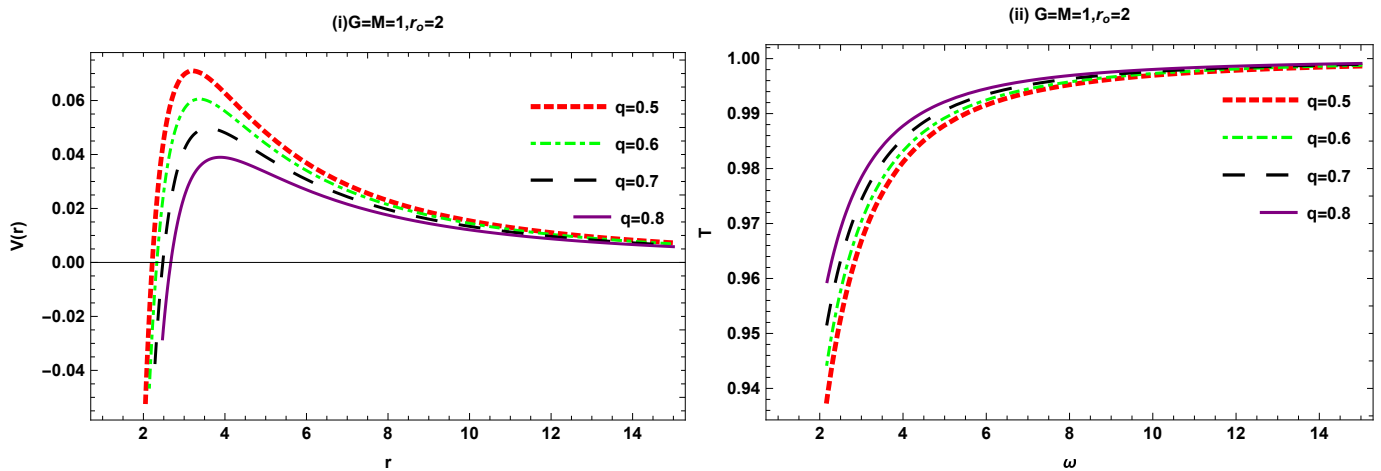 (i)G=M=1,r₀=2
V(r)
0.06
0.04
0.02
0.00
−0.02
−0.04
2 4 6 8 10 12 14
r
q=0.5
q=0.6
q=0.7
q=0.8
(ii) G=M=1,r₀=2
T
1.00
0.99
0.98
0.97
0.96
0.95
0.94
2 4 6 8 10 12 14
ω
q=0.5
q=0.6
q=0.7
q=0.8